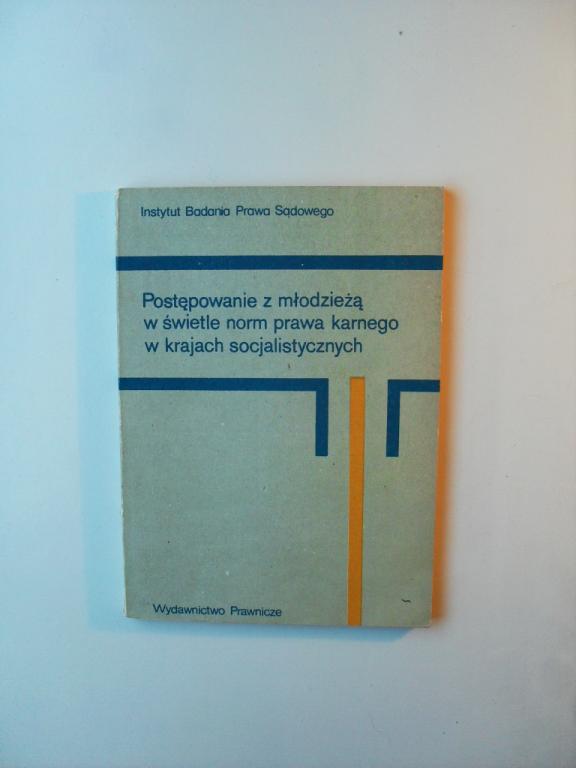 Instytut Badania Prawa Sądowego
Postępowanie z młodzieżą
w świetle norm prawa karnego
w krajach socjalistycznych
Wydawnictwo Prawnicze